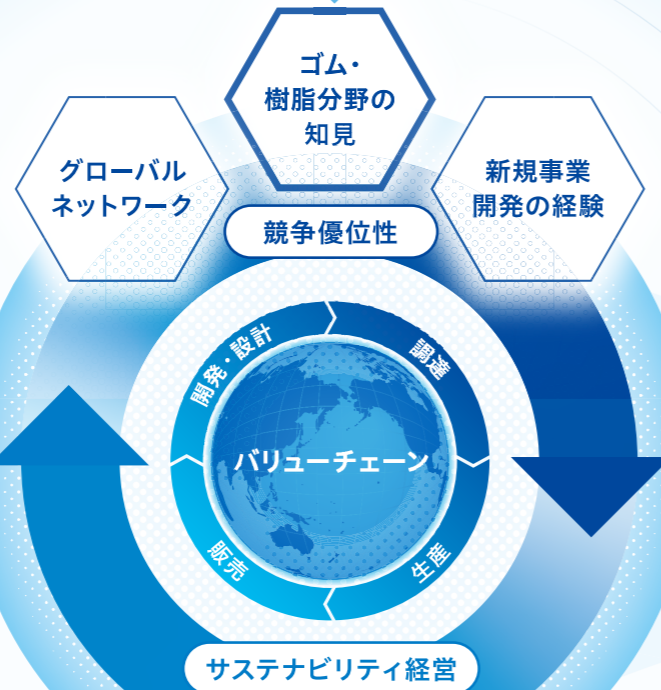 ゴム・
樹脂分野の
知見
グローバル
ネットワーク
新規事業
開発の経験
競争優位性
開発・設計
調達
バリューチェーン
販売
生産
サステナビリティ経営